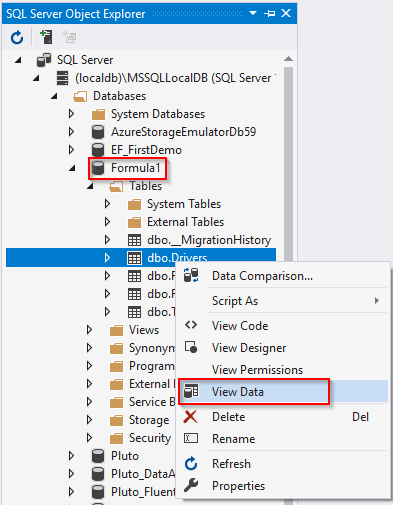 SQL Server Object Explorer
SQL Server
(localdb)\MSSQLLocalDB (SQL Server
Databases
System Databases
AzureStorageEmulatorDb59
EF_FirstDemo
Formula1
Tables
System Tables
External Tables
dbo.__MigrationHistory
dbo.Drivers
dbo.F
dbo.F
dbo.T
Views
Synonym
Program
External
Service B
Storage
Security
Pluto
Pluto_DataA
Pluto_Fluent
Data Comparison...
Script As
View Code
View Designer
View Permissions
View Data
Delete Del
Rename
Refresh
Properties